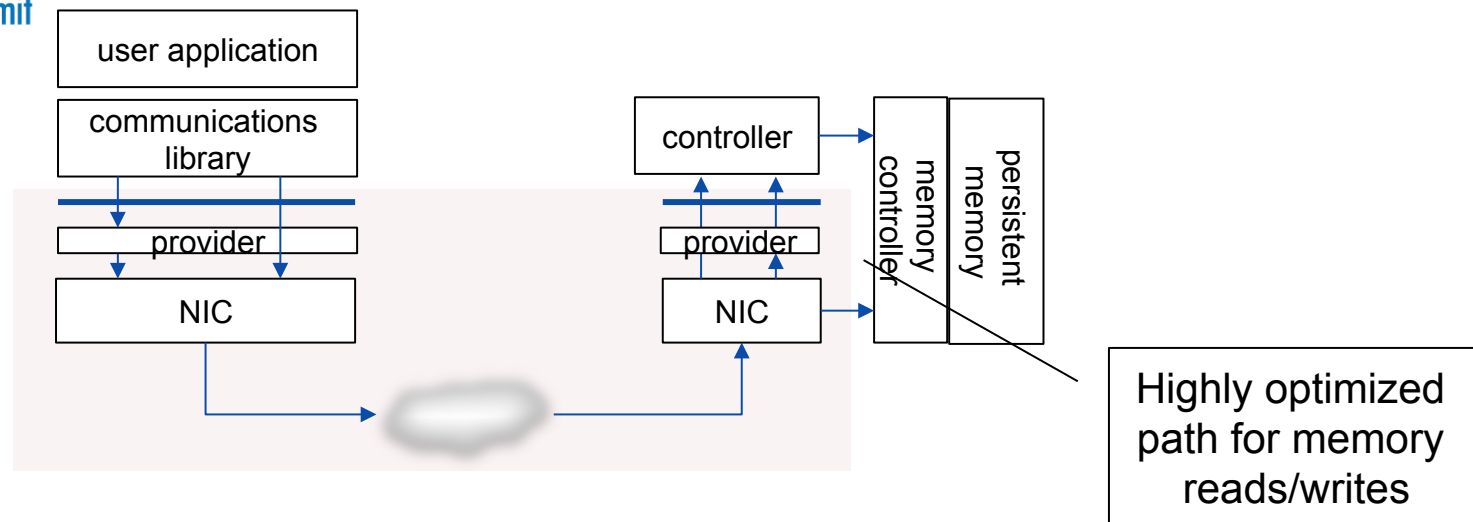 user application
communications
library
provider
NIC
controller
provider
NIC
memory
controller
persistent
memory
Highly optimized
path for memory
reads/writes